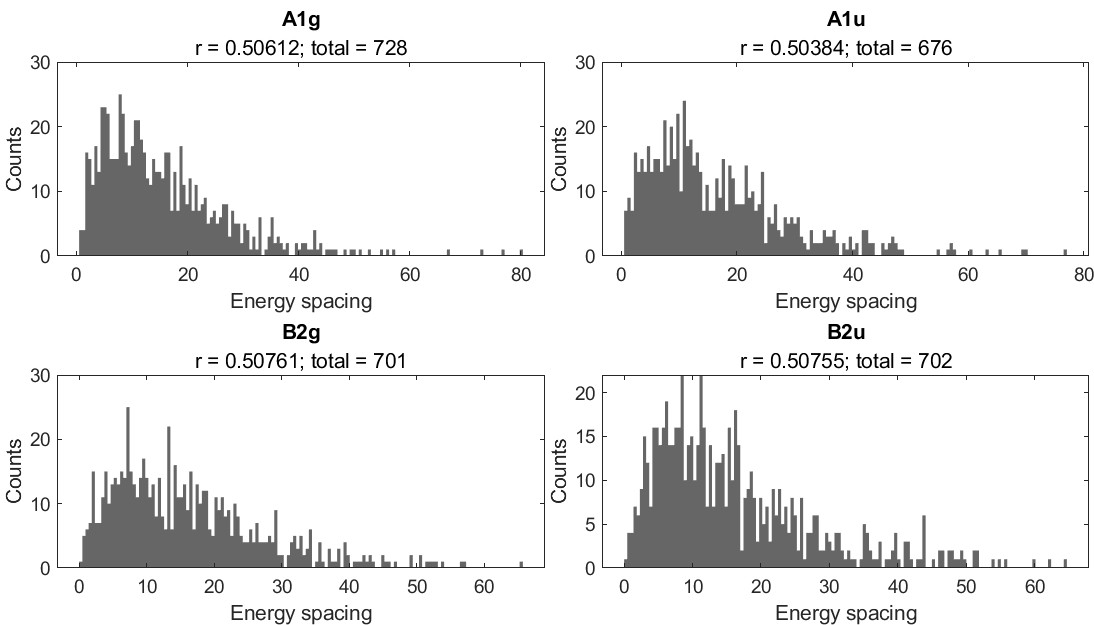 A1g
r = 0.50612; total = 728
30
20
10
0
Counts
0 20 40 60 80
Energy spacing
A1u
r = 0.50384; total = 676
30
20
10
0
Counts
0 20 40 60 80
Energy spacing
B2g
r = 0.50761; total = 701
30
20
10
0
Counts
0 10 20 30 40 50 60
Energy spacing
B2u
r = 0.50755; total = 702
20
15
10
5
0
Counts
0 10 20 30 40 50 60
Energy spacing